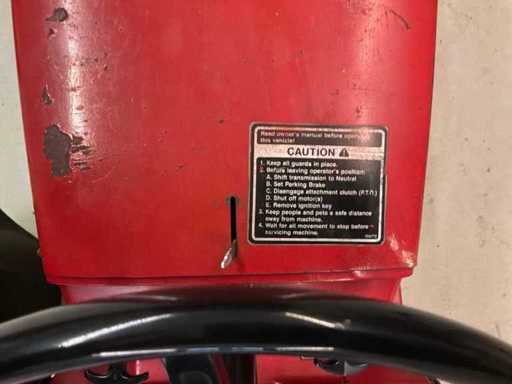 Read owner's manual before operating
this vehicle!
CAUTION
1. Keep all guards in place.
2. Before leaving operator's position:
A. Shift transmission to Neutral
B. Set Parking Brake
C. Disengage attachment clutch (P.T.O.)
D. Shut off motor(s)
E. Remove ignition key
3. Keep people and pets a safe distance
away from machine.
4. Wait for all movement to stop before
servicing machine.